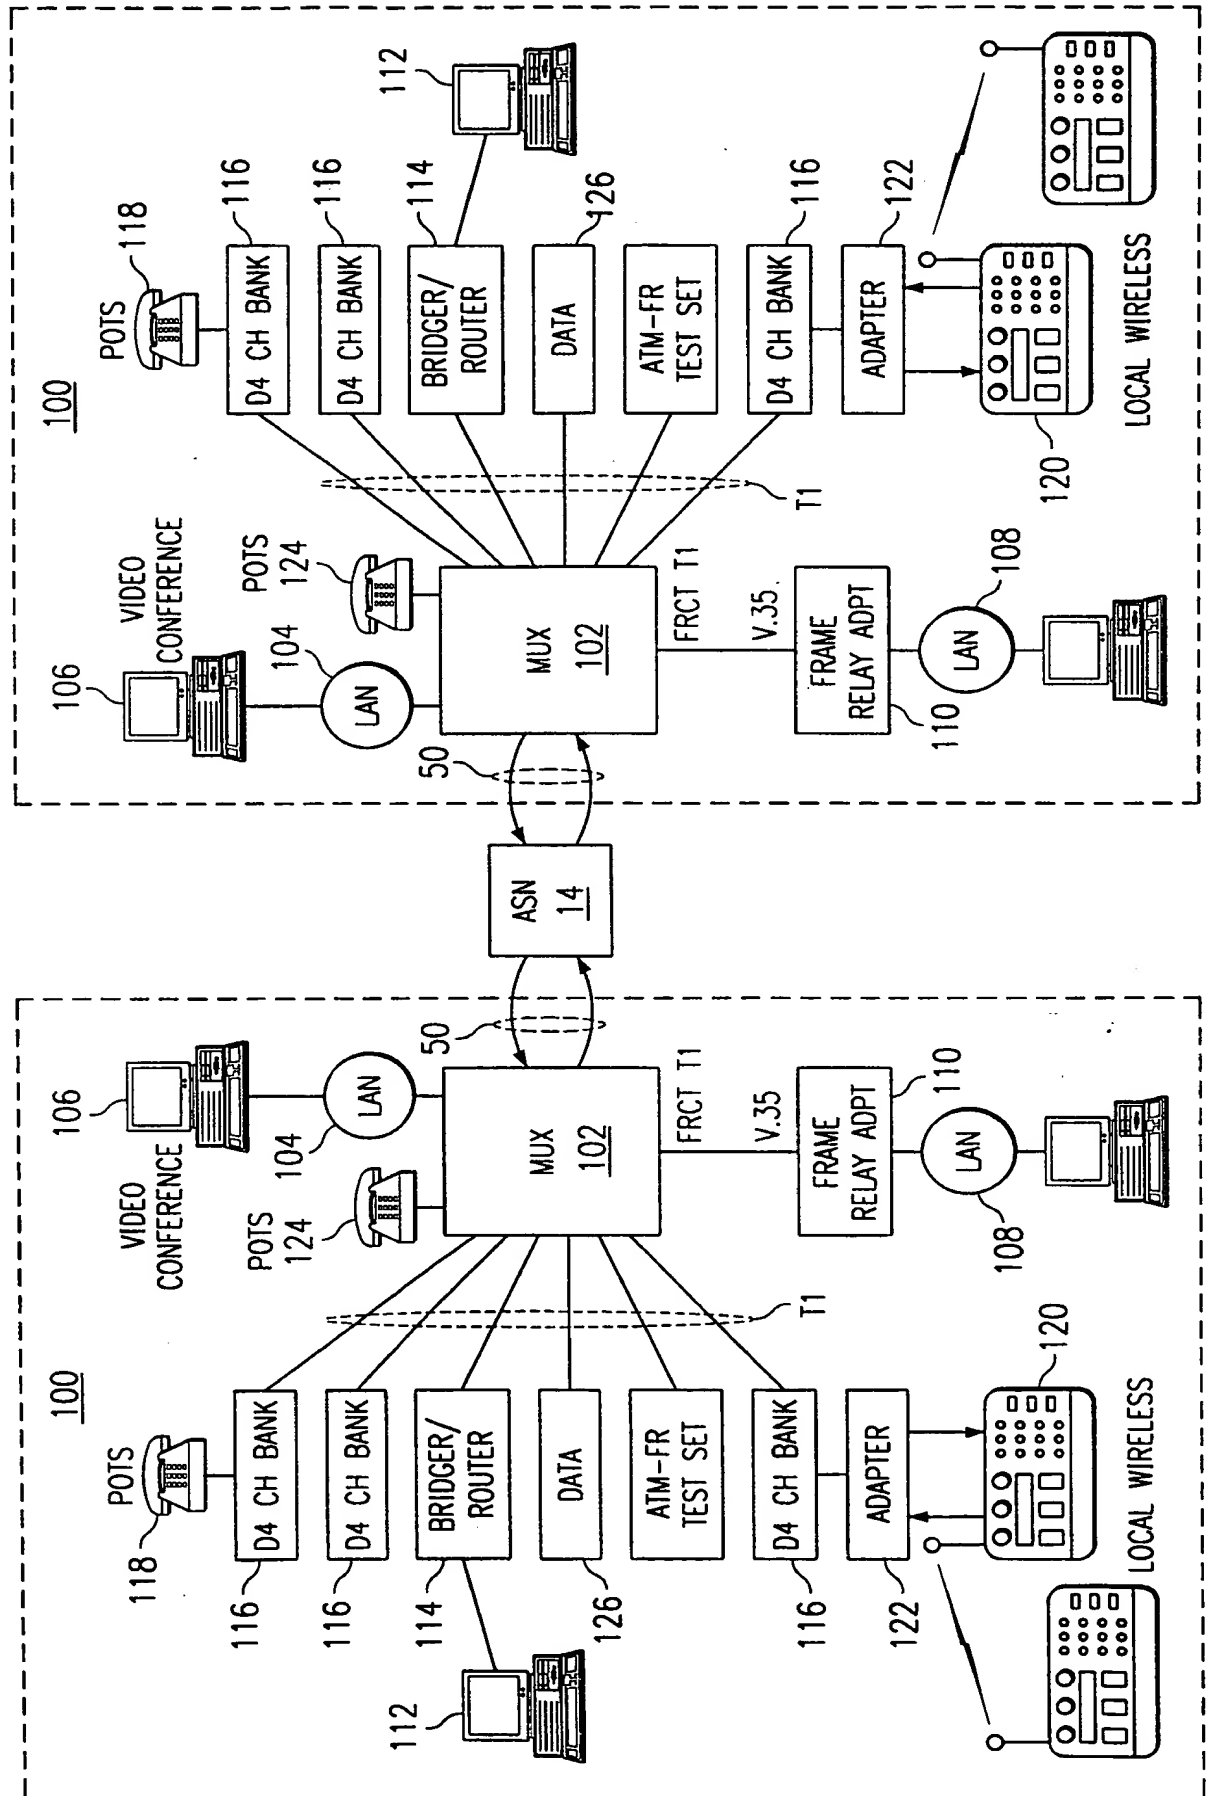 100
POTS
118
D4 CH BANK
116
D4 CH BANK
116
BRIDGER/
ROUTER
114
112
DATA
126
ATM-FR
TEST SET
D4 CH BANK
116
ADAPTER
122
120
LOCAL WIRELESS
T1
VIDEO
CONFERENCE
106
LAN
104
POTS
124
MUX
102
FRCT T1
V.35
FRAME
RELAY ADPT
110
LAN
108
50
ASN
14
50
100
VIDEO
CONFERENCE
106
LAN
104
POTS
124
MUX
102
FRCT T1
V.35
FRAME
RELAY ADPT
110
LAN
108
T1
POTS
118
D4 CH BANK
116
D4 CH BANK
116
BRIDGER/
ROUTER
114
112
DATA
126
ATM-FR
TEST SET
D4 CH BANK
116
ADAPTER
122
120
LOCAL WIRELESS